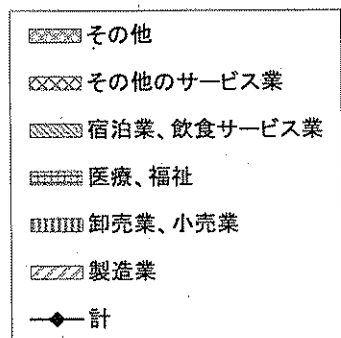 その他
その他のサービス業
宿泊業、飲食サービス業
医療、福祉
卸売業、小売業
製造業
計